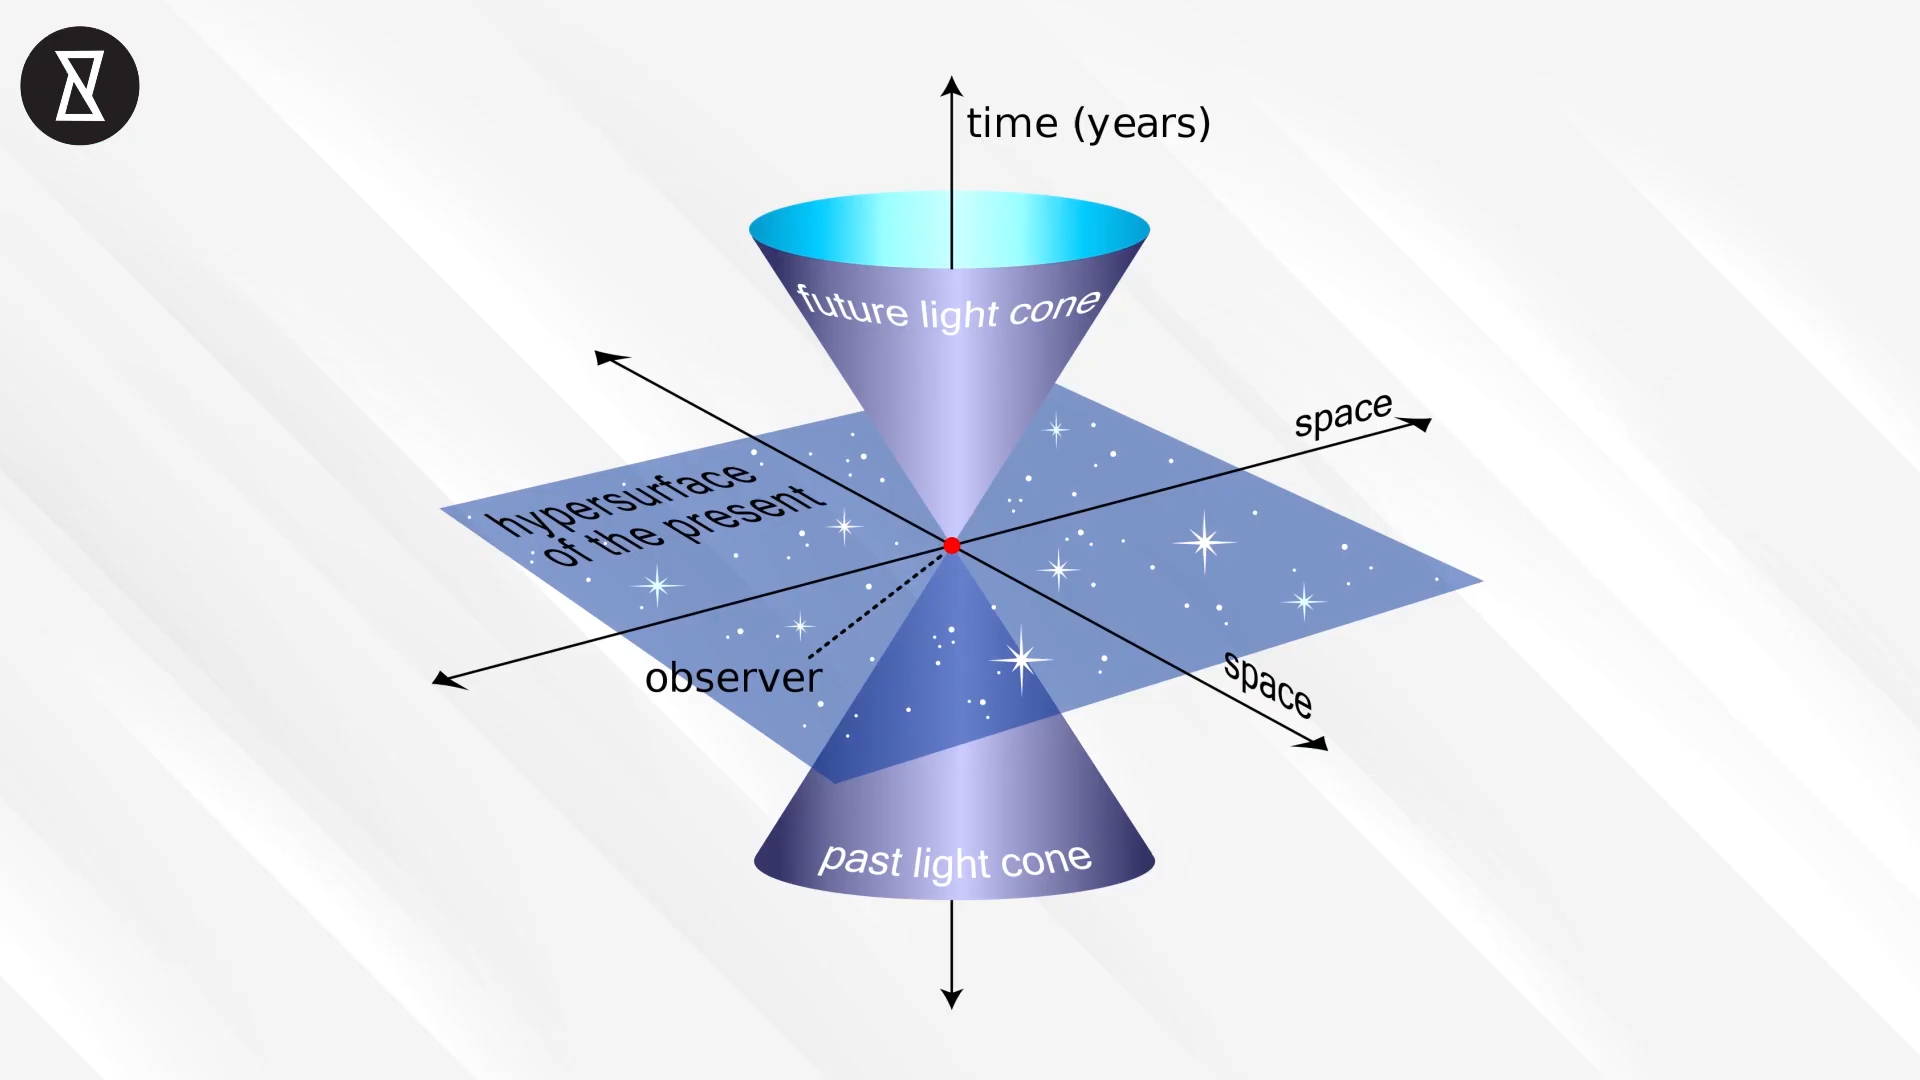 time (years)
future light cone
space
hypersurface
of the present
observer
space
past light cone